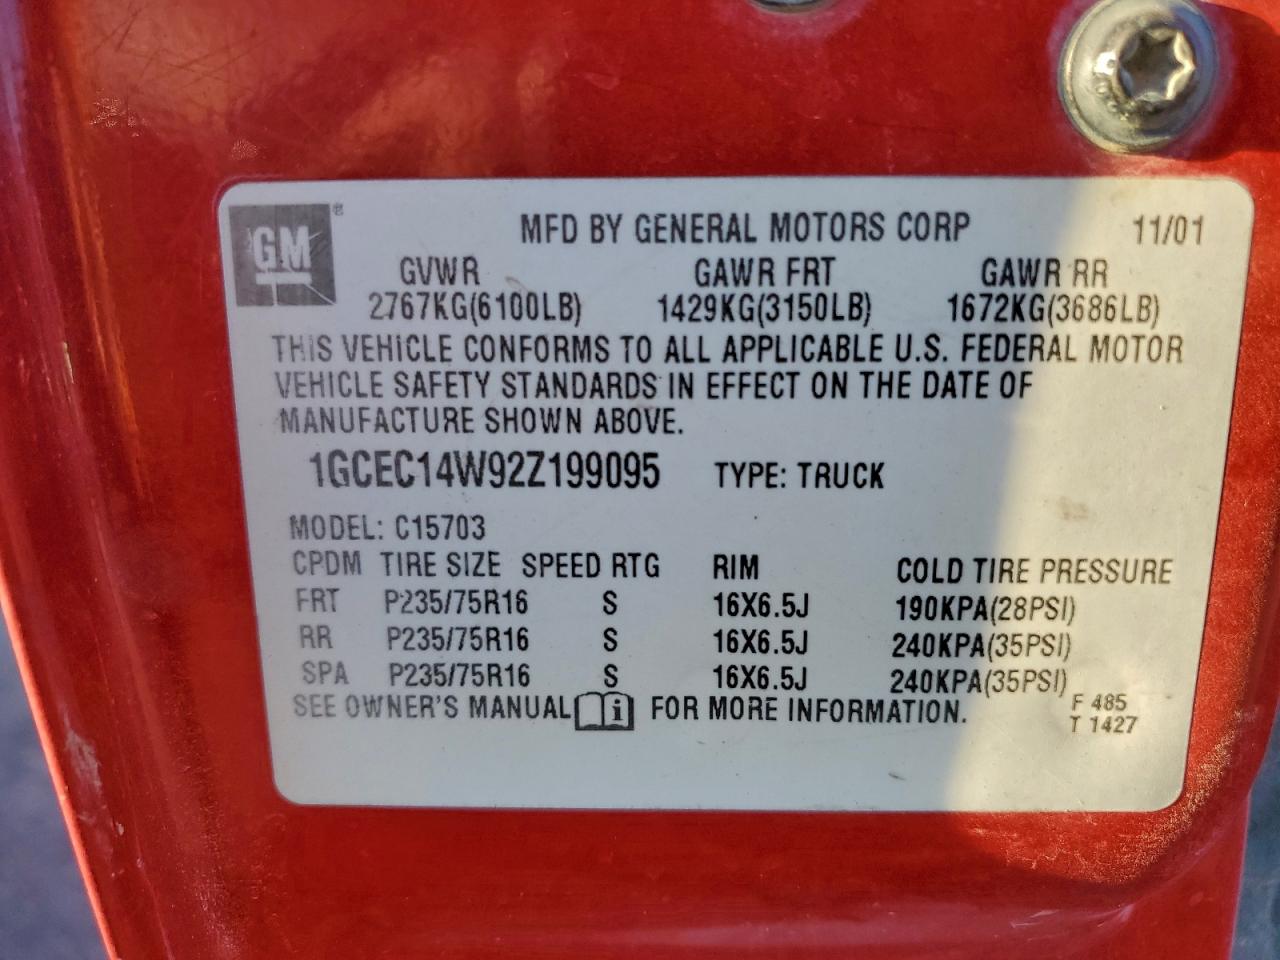 GM® MFD BY GENERAL MOTORS CORP 11/01
GVWR GAWR FRT GAWR RR
2767KG(6100LB) 1429KG(3150LB) 1672KG(3686LB)
THIS VEHICLE CONFORMS TO ALL APPLICABLE U.S. FEDERAL MOTOR
VEHICLE SAFETY STANDARDS IN EFFECT ON THE DATE OF
MANUFACTURE SHOWN ABOVE.
1GCEC14W92Z199095 TYPE: TRUCK
MODEL: C15703
CPDM TIRE SIZE SPEED RTG RIM COLD TIRE PRESSURE
FRT P235/75R16 S 16X6.5J 190KPA(28PSI)
RR P235/75R16 S 16X6.5J 240KPA(35PSI)
SPA P235/75R16 S 16X6.5J 240KPA(35PSI)
SEE OWNER'S MANUAL i FOR MORE INFORMATION.
F 485
T 1427